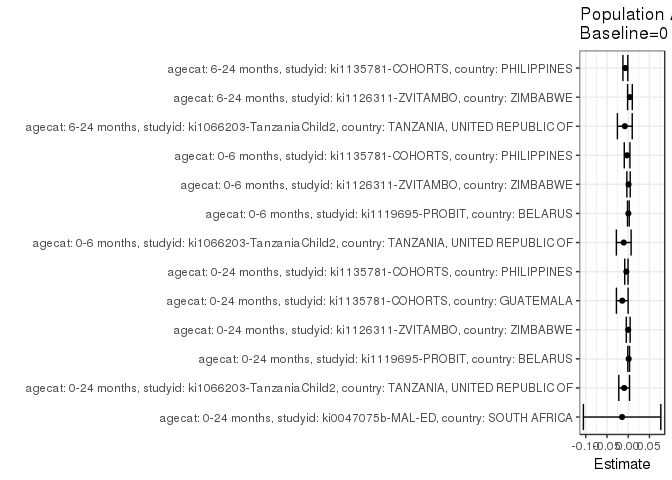 Population
Baseline=0
agecat: 6-24 months, studyid: ki1135781-COHORTS, country: PHILIPPINES
agecat: 6-24 months, studyid: ki1126311-ZVITAMBO, country: ZIMBABWE
agecat: 6-24 months, studyid: ki1066203-TanzaniaChild2, country: TANZANIA, UNITED REPUBLIC OF
agecat: 0-6 months, studyid: ki1135781-COHORTS, country: PHILIPPINES
agecat: 0-6 months, studyid: ki1126311-ZVITAMBO, country: ZIMBABWE
agecat: 0-6 months, studyid: ki1119695-PROBIT, country: BELARUS
agecat: 0-6 months, studyid: ki1066203-TanzaniaChild2, country: TANZANIA, UNITED REPUBLIC OF
agecat: 0-24 months, studyid: ki1135781-COHORTS, country: PHILIPPINES
agecat: 0-24 months, studyid: ki1135781-COHORTS, country: GUATEMALA
agecat: 0-24 months, studyid: ki1126311-ZVITAMBO, country: ZIMBABWE
agecat: 0-24 months, studyid: ki1119695-PROBIT, country: BELARUS
agecat: 0-24 months, studyid: ki1066203-TanzaniaChild2, country: TANZANIA, UNITED REPUBLIC OF
agecat: 0-24 months, studyid: ki0047075b-MAL-ED, country: SOUTH AFRICA
-0.10 -0.05 0.00 0.05
Estimate